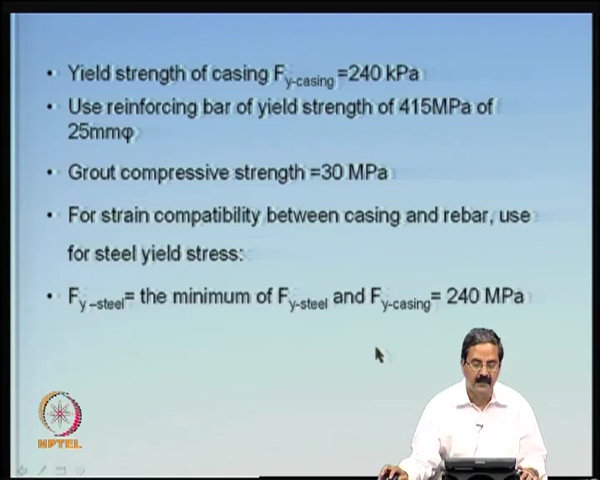 • Yield strength of casing Fy-casing =240 kPa
• Use reinforcing bar of yield strength of 415MPa of
25mmφ
• Grout compressive strength =30 MPa
• For strain compatibility between casing and rebar, use
for steel yield stress:
• Fy–steel= the minimum of Fy-steel and Fy-casing= 240 MPa
NPTEL